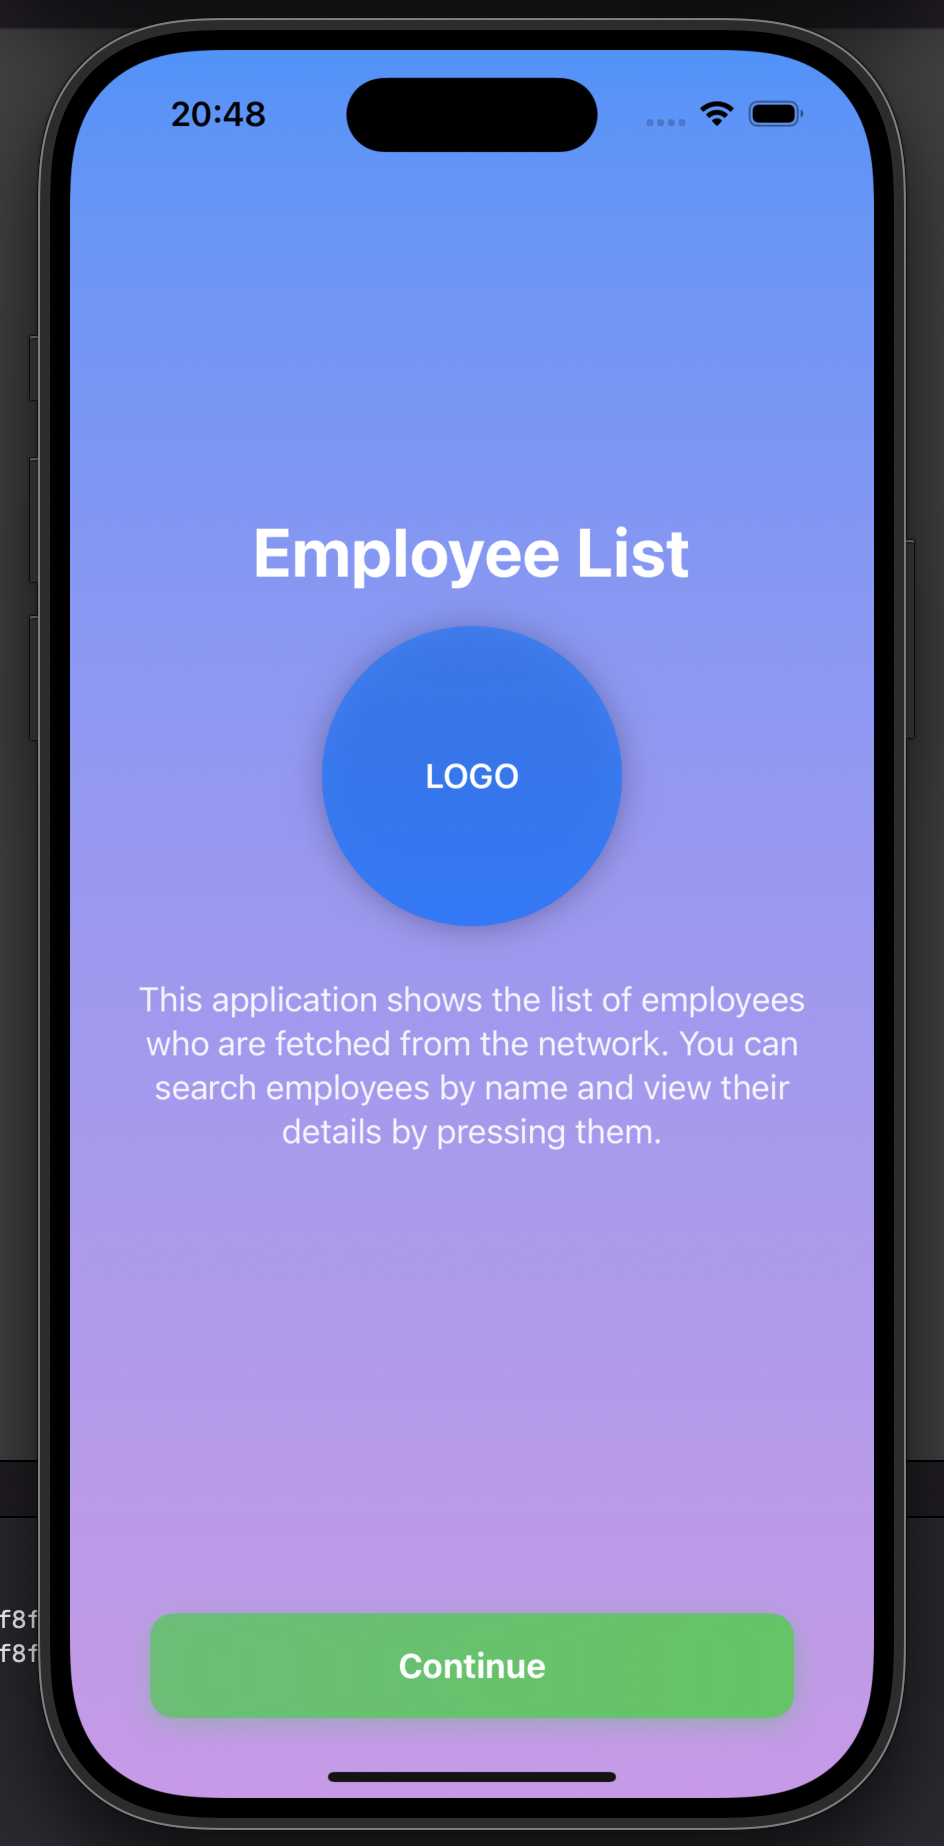 20:48
Employee List
LOGO
This application shows the list of employees
who are fetched from the network. You can
search employees by name and view their
details by pressing them.
f8f
f8f
Continue